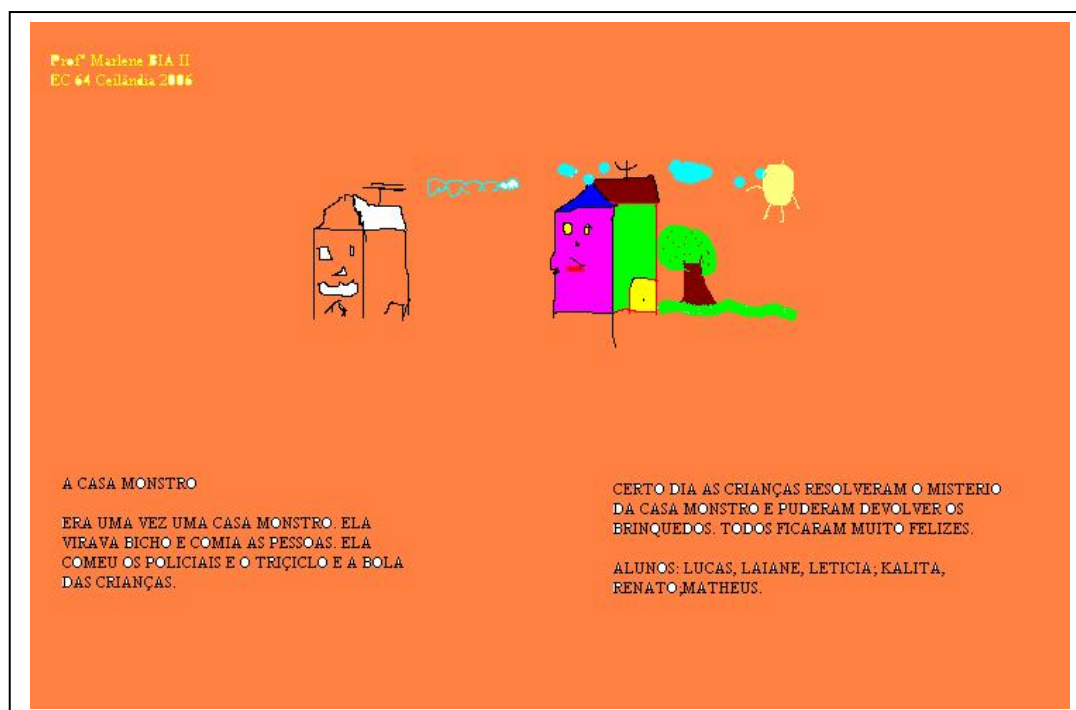 Profª Marlene BIA II
EC 64 Ceilândia 2006
A CASA MONSTRO
ERA UMA VEZ UMA CASA MONSTRO. ELA
VIRAVA BICHO E COMIA AS PESSOAS. ELA
COMEU OS POLICIAIS E O TRIÇICLO E A BOLA
DAS CRIANÇAS.
CERTO DIA AS CRIANÇAS RESOLVERAM O MISTERIO
DA CASA MONSTRO E PUDERAM DEVOLVER OS
BRINQUEDOS. TODOS FICARAM MUITO FELIZES.
ALUNOS: LUCAS, LAIANE, LETICIA; KALITA,
RENATO;MATHEUS.